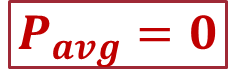 P_avg = 0